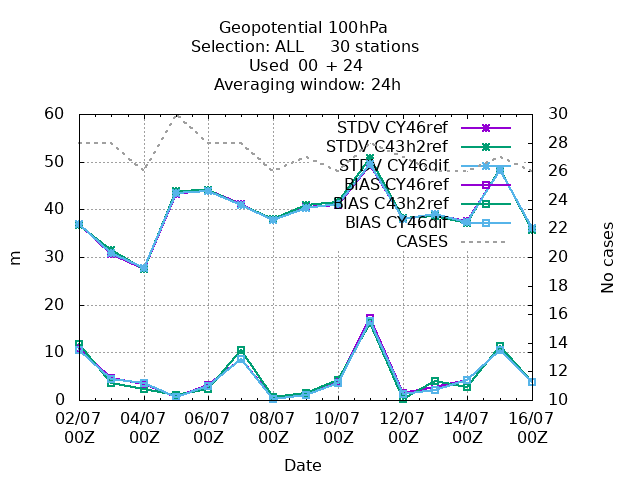 Geopotential 100hPa
Selection: ALL 30 stations
Used 00 + 24
Averaging window: 24h
STDV CY46ref
STDV C43h2ref
STDV CY46dif
BIAS CY46ref
BIAS C43h2ref
BIAS CY46dif
CASES
60
50
40
30
20
10
0
m
30
28
26
24
22
20
18
16
14
12
10
No cases
02/07 04/07 06/07 08/07 10/07 12/07 14/07 16/07
00Z 00Z 00Z 00Z 00Z 00Z 00Z 00Z
Date